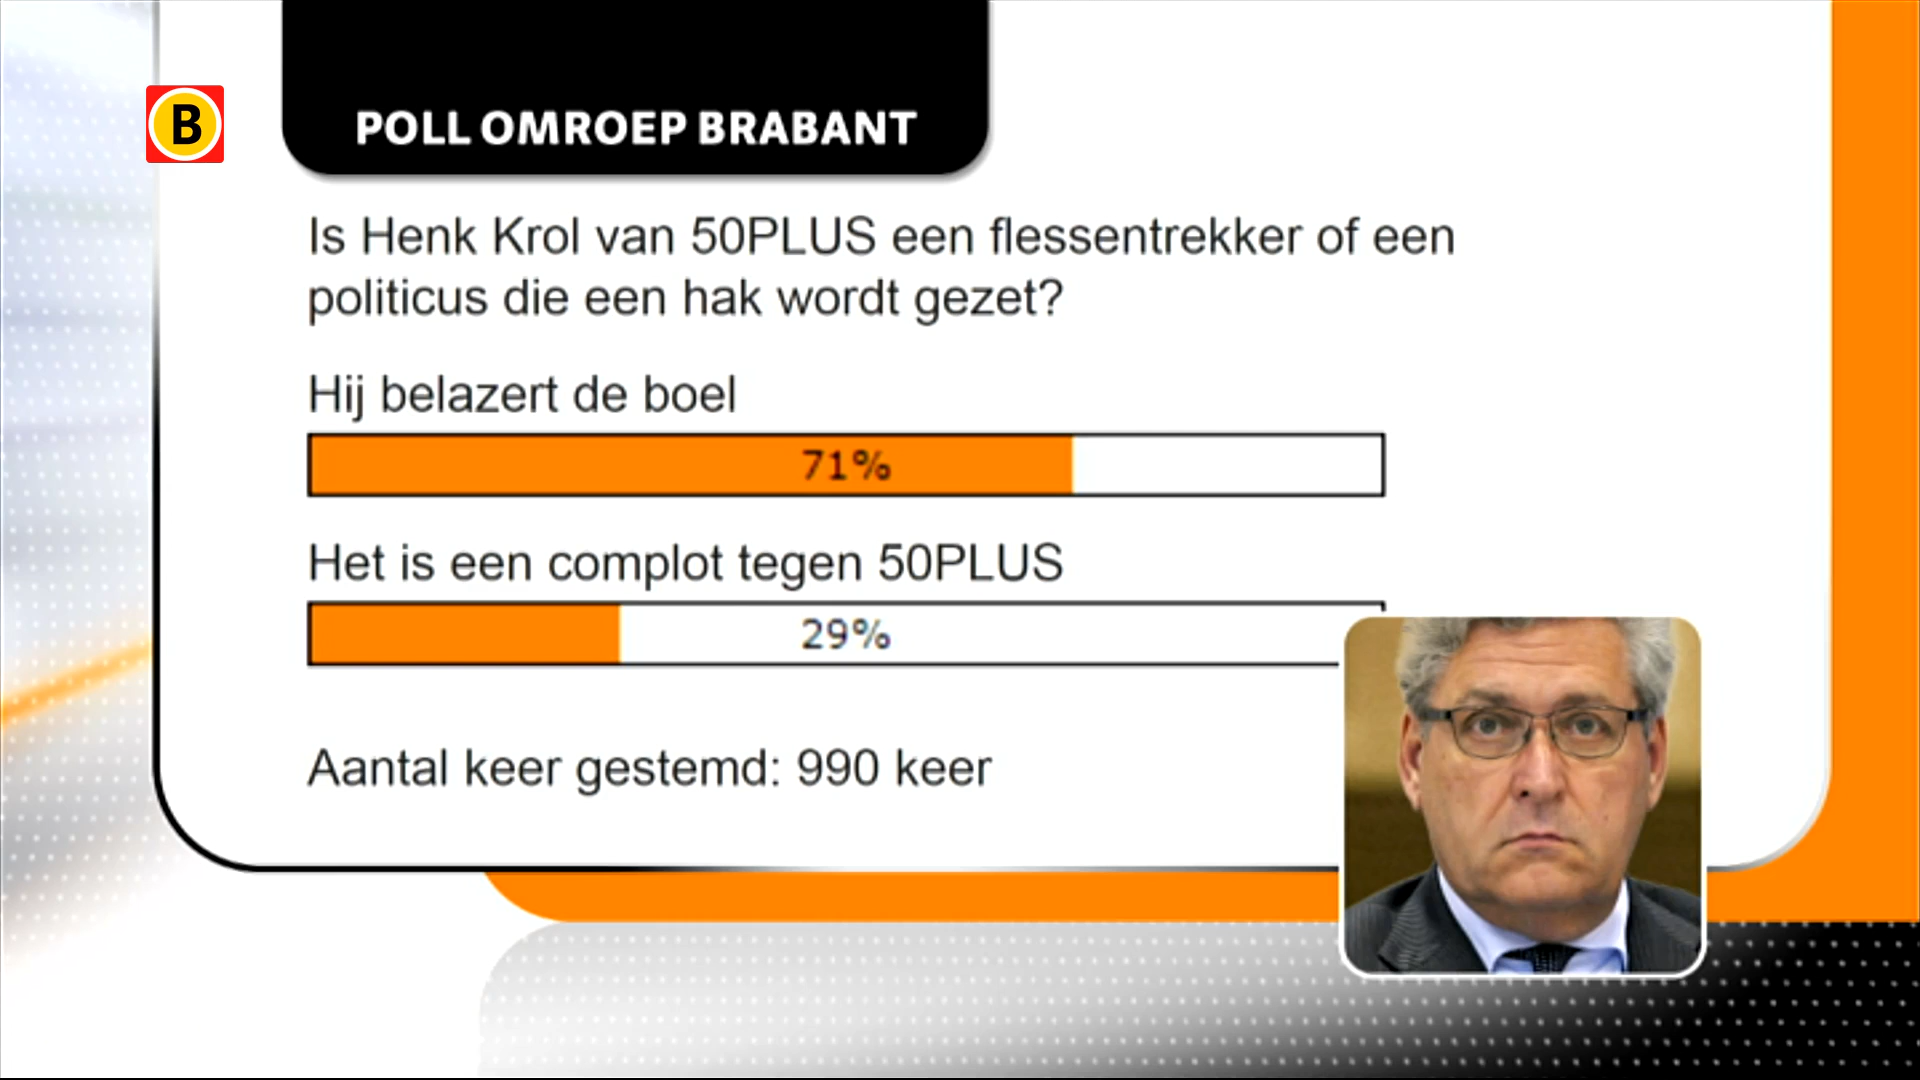 B
POLL OMROEP BRABANT
Is Henk Krol van 50PLUS een flessentrekker of een
politicus die een hak wordt gezet?
Hij belazert de boel
71%
Het is een complot tegen 50PLUS
29%
Aantal keer gestemd: 990 keer